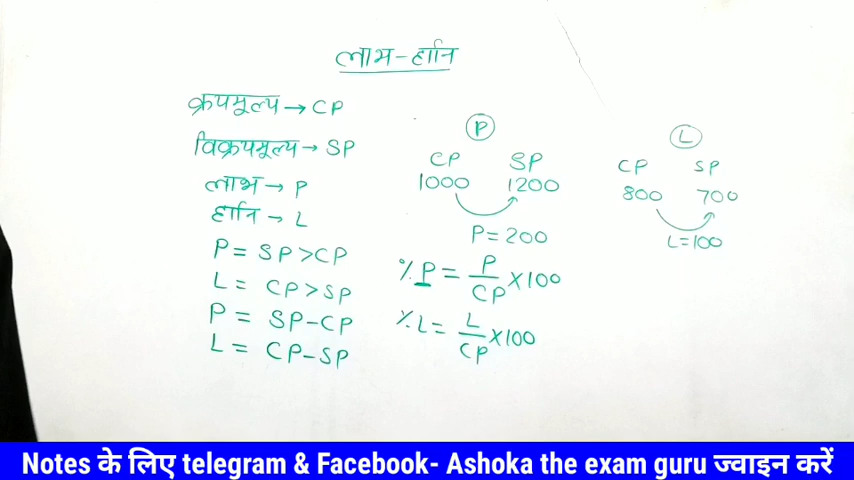 लाभ-हानि
क्रयमूल्य → CP
विक्रयमूल्य → SP
लाभ → P
हानि → L
P = SP > CP
L = CP > SP
P = SP - CP
L = CP - SP
P
CP SP
1000 1200
P = 200
% P = P/CP × 100
% L = L/CP × 100
L
CP SP
800 700
L = 100
Notes के लिए telegram & Facebook- Ashoka the exam guru ज्वाइन करें